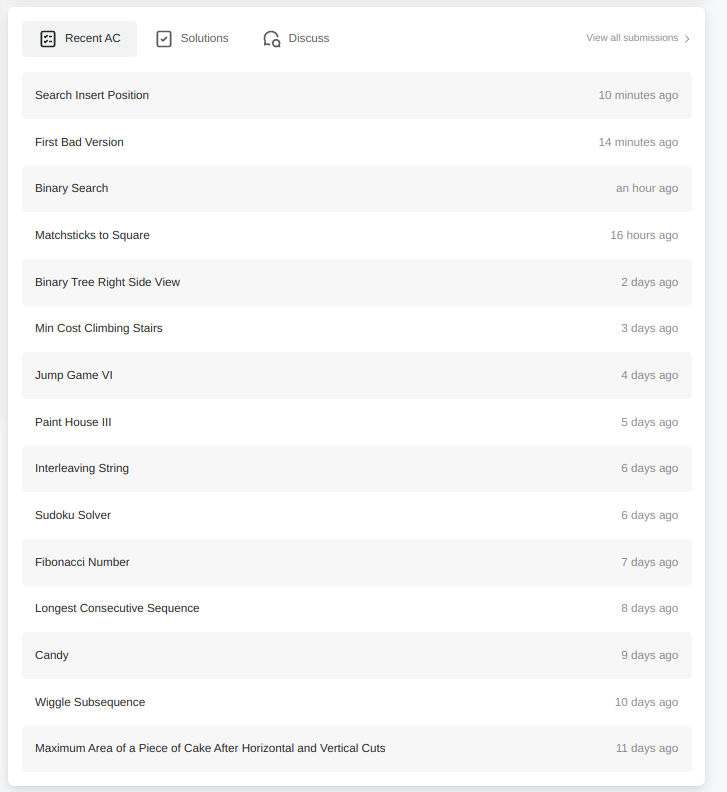 Recent AC Solutions Discuss View all submissions
Search Insert Position 10 minutes ago
First Bad Version 14 minutes ago
Binary Search an hour ago
Matchsticks to Square 16 hours ago
Binary Tree Right Side View 2 days ago
Min Cost Climbing Stairs 3 days ago
Jump Game VI 4 days ago
Paint House III 5 days ago
Interleaving String 6 days ago
Sudoku Solver 6 days ago
Fibonacci Number 7 days ago
Longest Consecutive Sequence 8 days ago
Candy 9 days ago
Wiggle Subsequence 10 days ago
Maximum Area of a Piece of Cake After Horizontal and Vertical Cuts 11 days ago